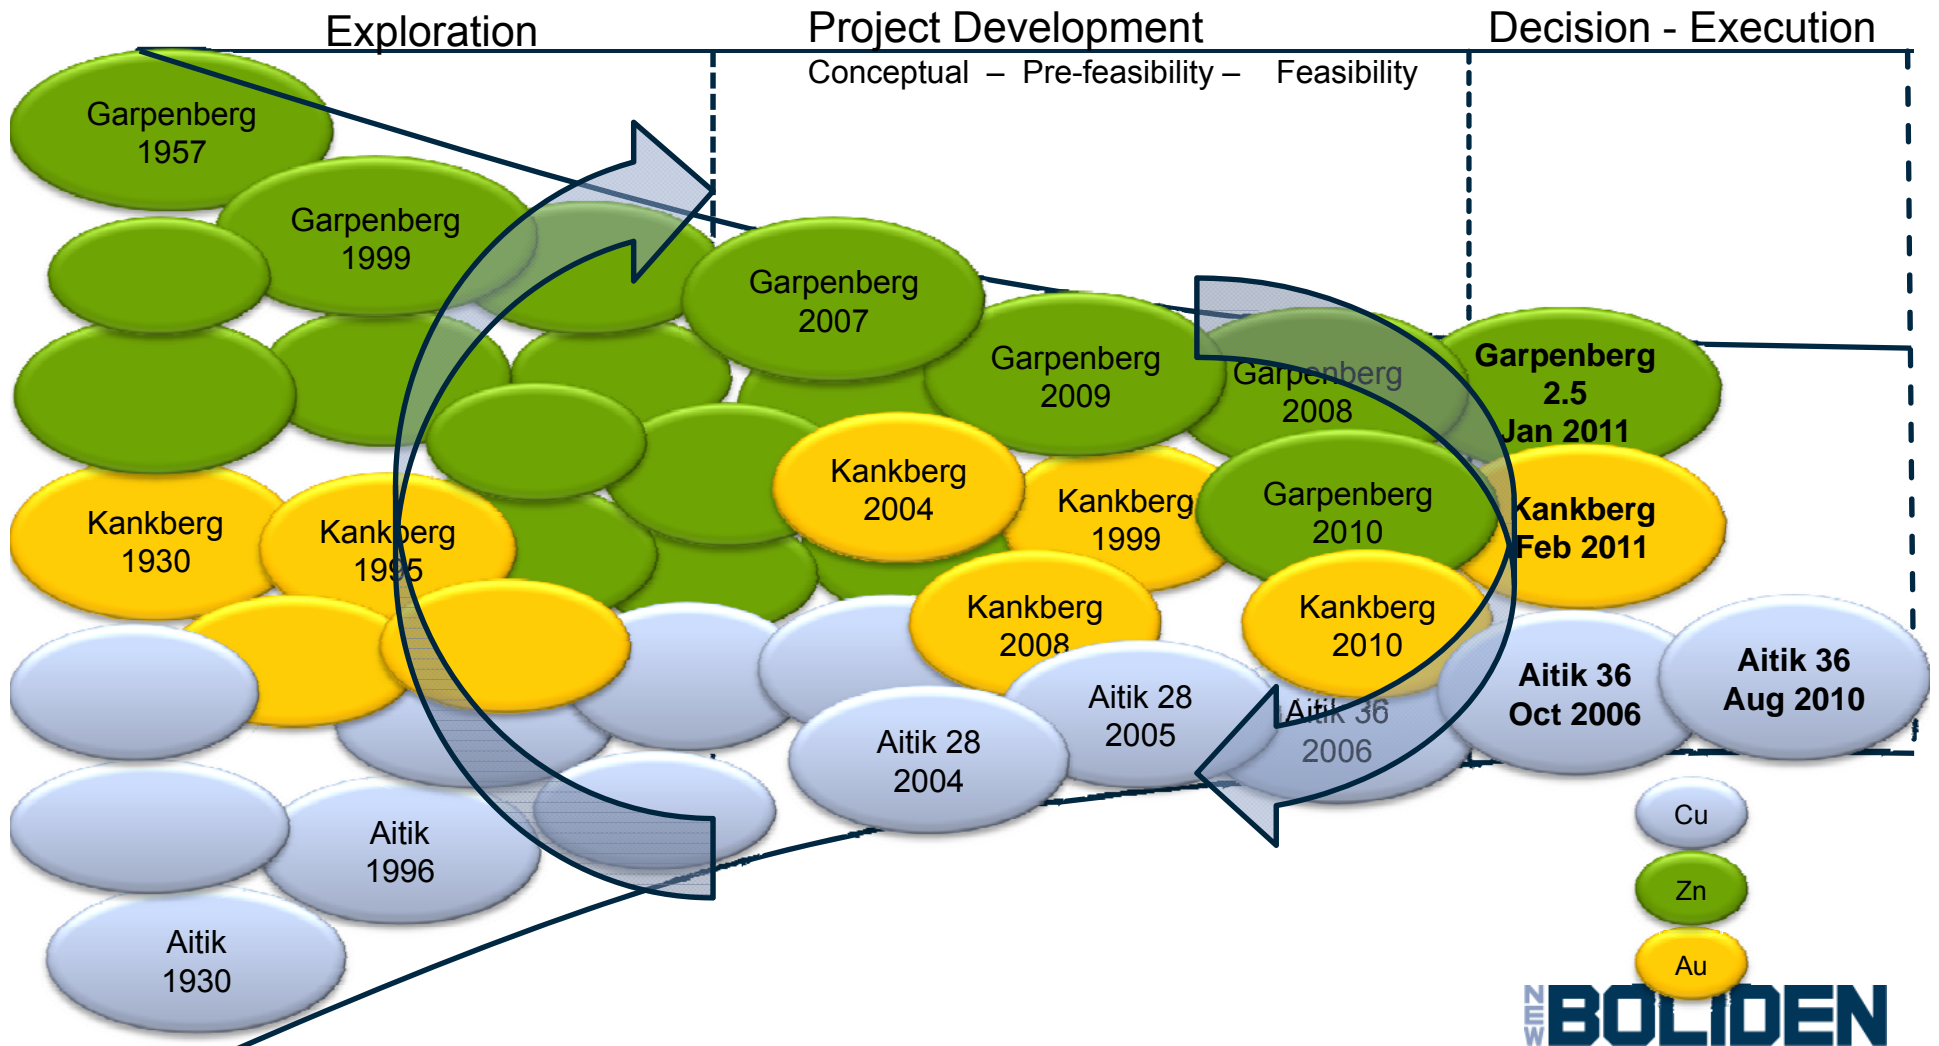 Exploration
Project Development
Decision - Execution
Conceptual – Pre-feasibility – Feasibility
Garpenberg
1957
Garpenberg
1999
Garpenberg
2007
Garpenberg
2009
Garpenberg
2008
Garpenberg
2.5
Jan 2011
Kankberg
1930
Kankberg
1995
Kankberg
2004
Kankberg
1999
Garpenberg
2010
Kankberg
Feb 2011
Kankberg
2008
Kankberg
2010
Aitik 28
2004
Aitik 28
2005
Aitik 36
2006
Aitik 36
Oct 2006
Aitik 36
Aug 2010
Aitik
1996
Aitik
1930
Cu
Zn
Au
NEW BOLIDEN